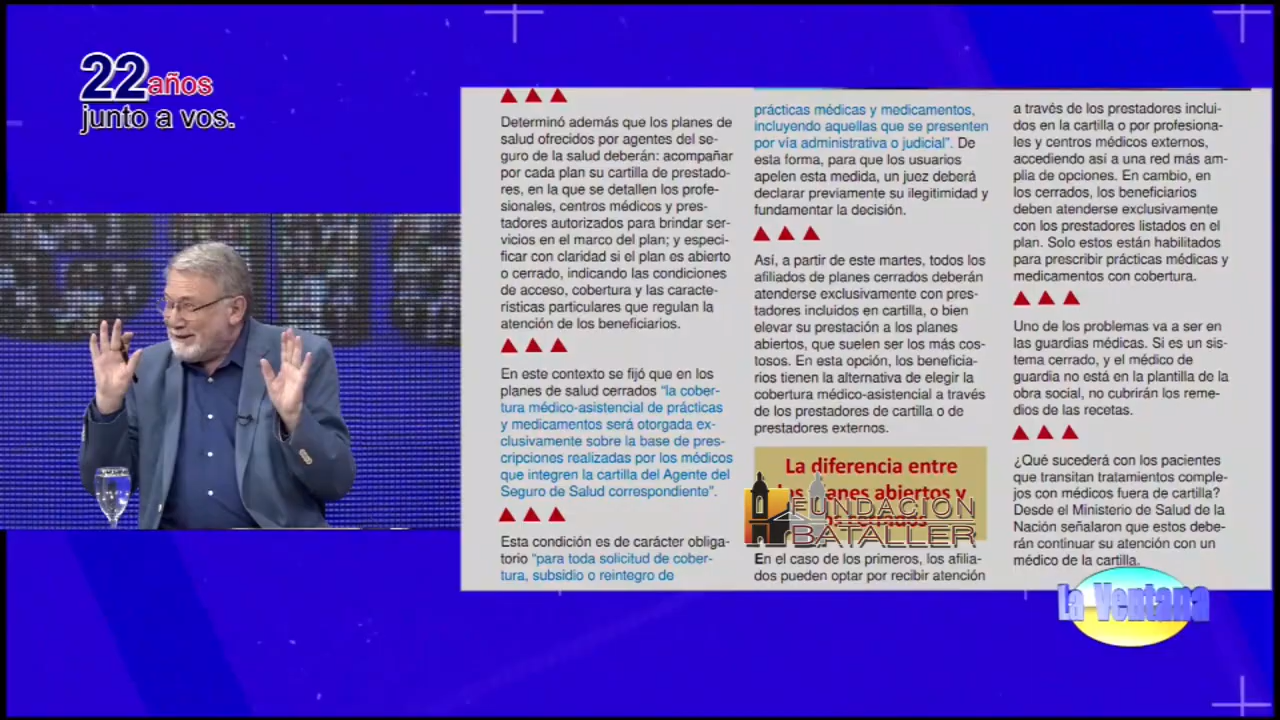 22 años
junto a vos.
Determinó además que los planes de
salud ofrecidos por agentes del se-
guro de la salud deberán: acompañar
por cada plan su cartilla de prestado-
res, en la que se detallen los profe-
sionales, centros médicos y pres-
tadores autorizados para brindar ser-
vicios en el marco del plan; y especi-
ficar con claridad si el plan es abierto
o cerrado, indicando las condiciones
de acceso, cobertura y las caracte-
rísticas particulares que regulan la
atención de los beneficiarios.
En este contexto se fijó que en los
planes de salud cerrados “la cober-
tura médico-asistencial de prácticas
y medicamentos será otorgada ex-
clusivamente sobre la base de pres-
cripciones realizadas por los médicos
que integren la cartilla del Agente del
Seguro de Salud correspondiente”.
Esta condición es de carácter obliga-
torio “para toda solicitud de cober-
tura, subsidio o reintegro de
prácticas médicas y medicamentos,
incluyendo aquellas que se presenten
por vía administrativa o judicial”. De
esta forma, para que los usuarios
apelen esta medida, un juez deberá
declarar previamente su ilegitimidad y
fundamentar la decisión.
Así, a partir de este martes, todos los
afiliados de planes cerrados deberán
atenderse exclusivamente con pres-
tadores incluidos en cartilla, o bien
elevar su prestación a los planes
abiertos, que suelen ser los más cos-
tosos. En esta opción, los beneficia-
rios tienen la alternativa de elegir la
cobertura médico-asistencial a través
de los prestadores de cartilla o de
prestadores externos.
La diferencia entre
abiertos y
FUNDACION
BATALLER
En el caso de los primeros, los afilia-
dos pueden optar por recibir atención
a través de los prestadores inclui-
dos en la cartilla o por profesiona-
les y centros médicos externos,
accediendo así a una red más am-
plia de opciones. En cambio, en
los cerrados, los beneficiarios
deben atenderse exclusivamente
con los prestadores listados en el
plan. Solo estos están habilitados
para prescribir prácticas médicas y
medicamentos con cobertura.
Uno de los problemas va a ser en
las guardias médicas. Si es un sis-
tema cerrado, y el médico de
guardia no está en la plantilla de la
obra social, no cubrirán los reme-
dios de las recetas.
¿Qué sucederá con los pacientes
que transitan tratamientos comple-
jos con médicos fuera de cartilla?
Desde el Ministerio de Salud de la
Nación señalaron que estos debe-
rán continuar su atención con un
médico de la cartilla.
La Ventana